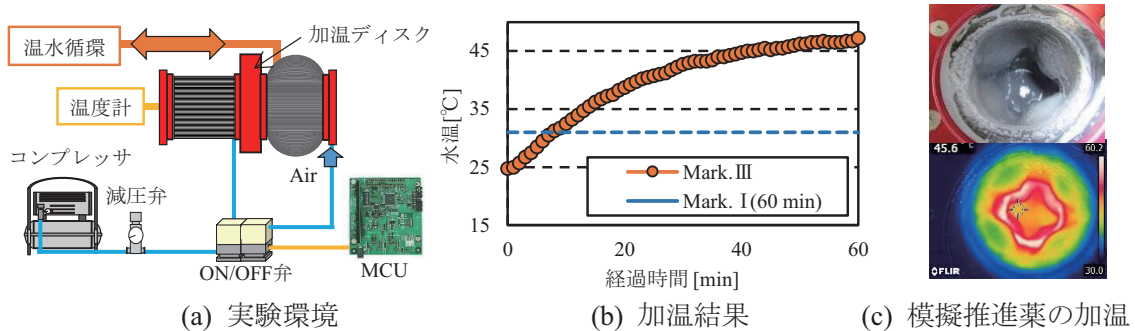 温水循環
加温ディスク
温度計
コンプレッサ
減圧弁
Air
ON/OFF弁
MCU
(a) 実験環境
水温[℃]
45
35
25
15
0
20
40
60
経過時間 [min]
Mark.Ⅲ
Mark.Ⅰ(60 min)
(b) 加温結果
45.6
60.2
30.0
FLIR
(c) 模擬推進薬の加温